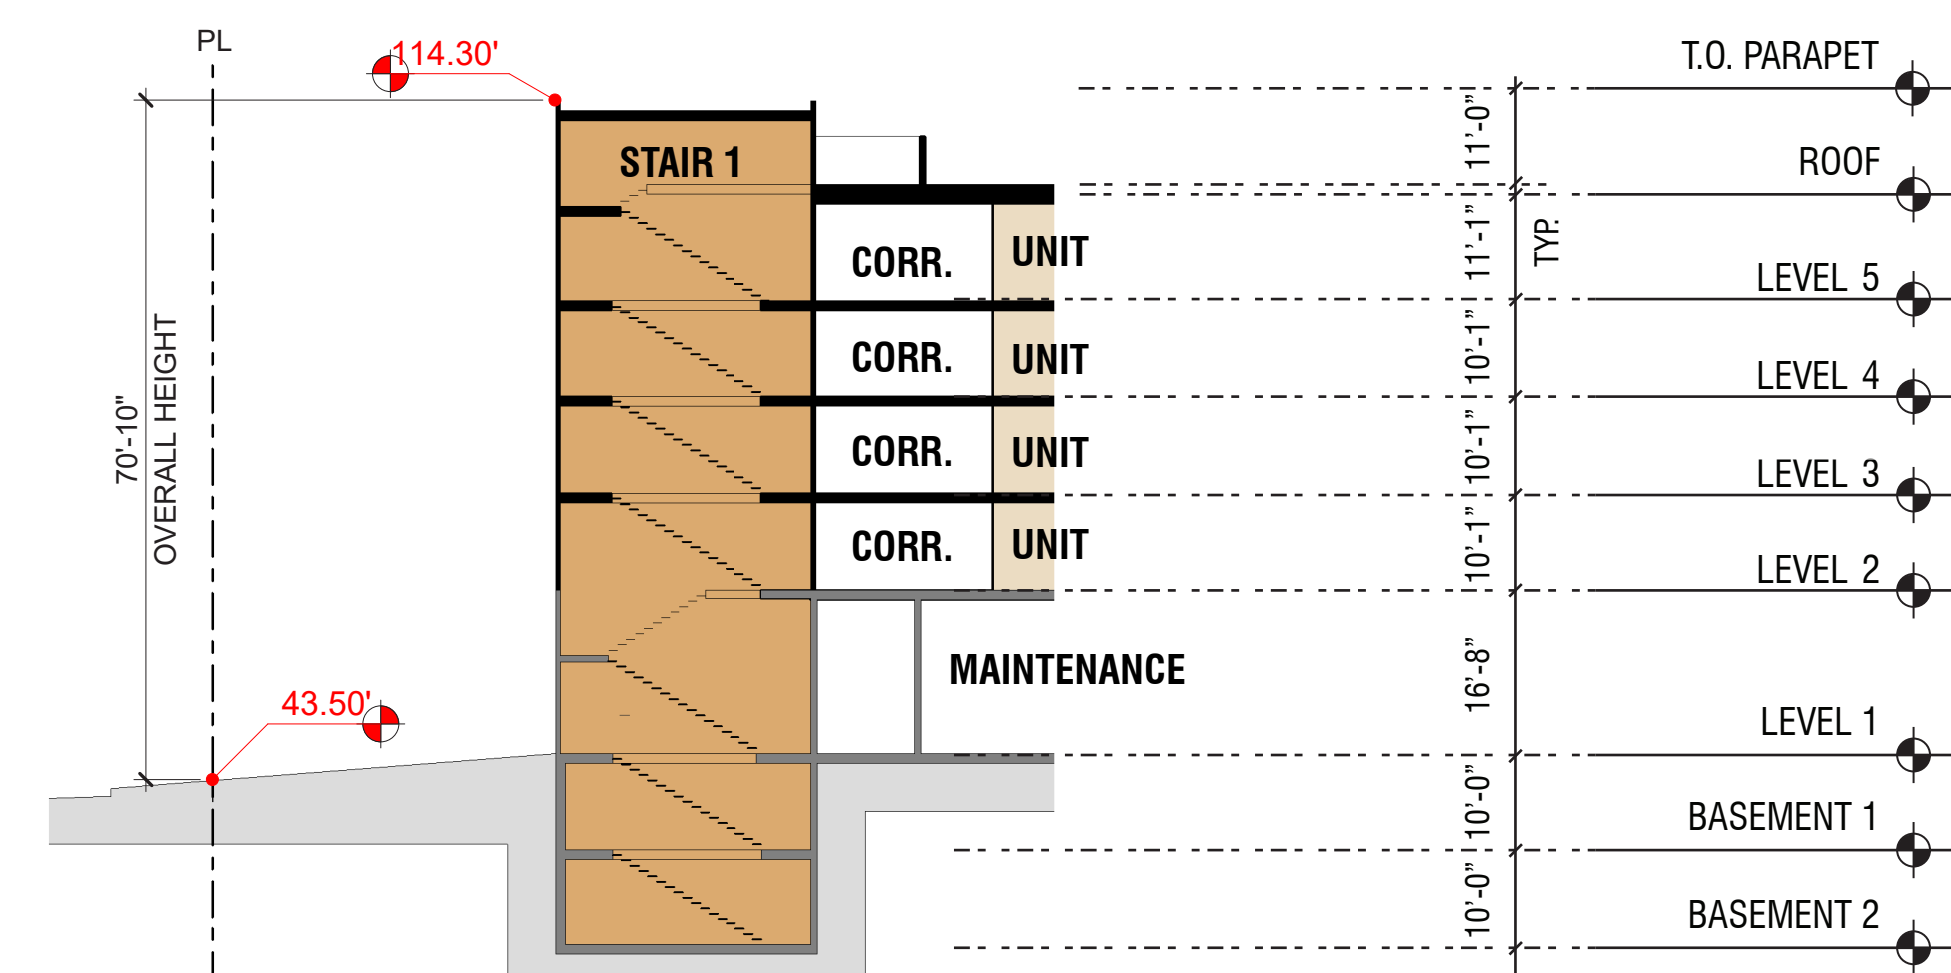 PL
114.30'
T.O. PARAPET
11'-0"
STAIR 1
ROOF
11'-1"
TYP.
CORR.
UNIT
LEVEL 5
10'-1"
CORR.
UNIT
LEVEL 4
70'-10"
OVERALL HEIGHT
10'-1"
CORR.
UNIT
LEVEL 3
10'-1"
CORR.
UNIT
LEVEL 2
16'-8"
MAINTENANCE
43.50'
LEVEL 1
10'-0"
BASEMENT 1
10'-0"
BASEMENT 2